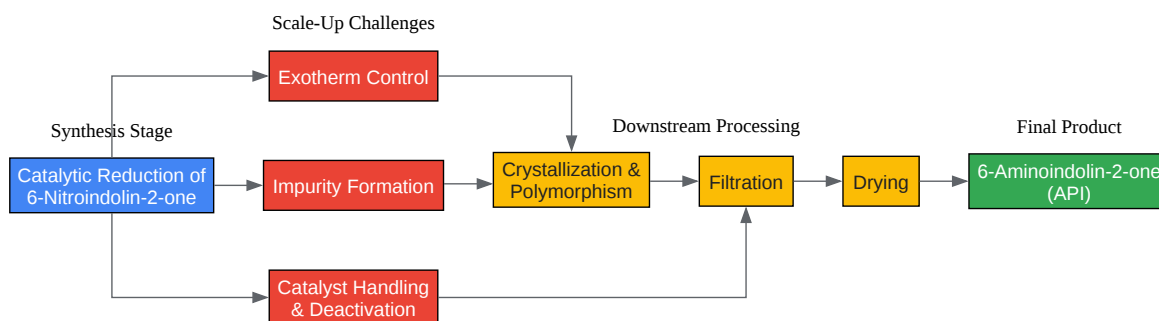 Scale-Up Challenges
Exotherm Control
Synthesis Stage
Downstream Processing
Final Product
Catalytic Reduction of
6-Nitroindolin-2-one
Impurity Formation
Crystallization &
Polymorphism
Filtration
Drying
6-Aminoindolin-2-one
(API)
Catalyst Handling
& Deactivation